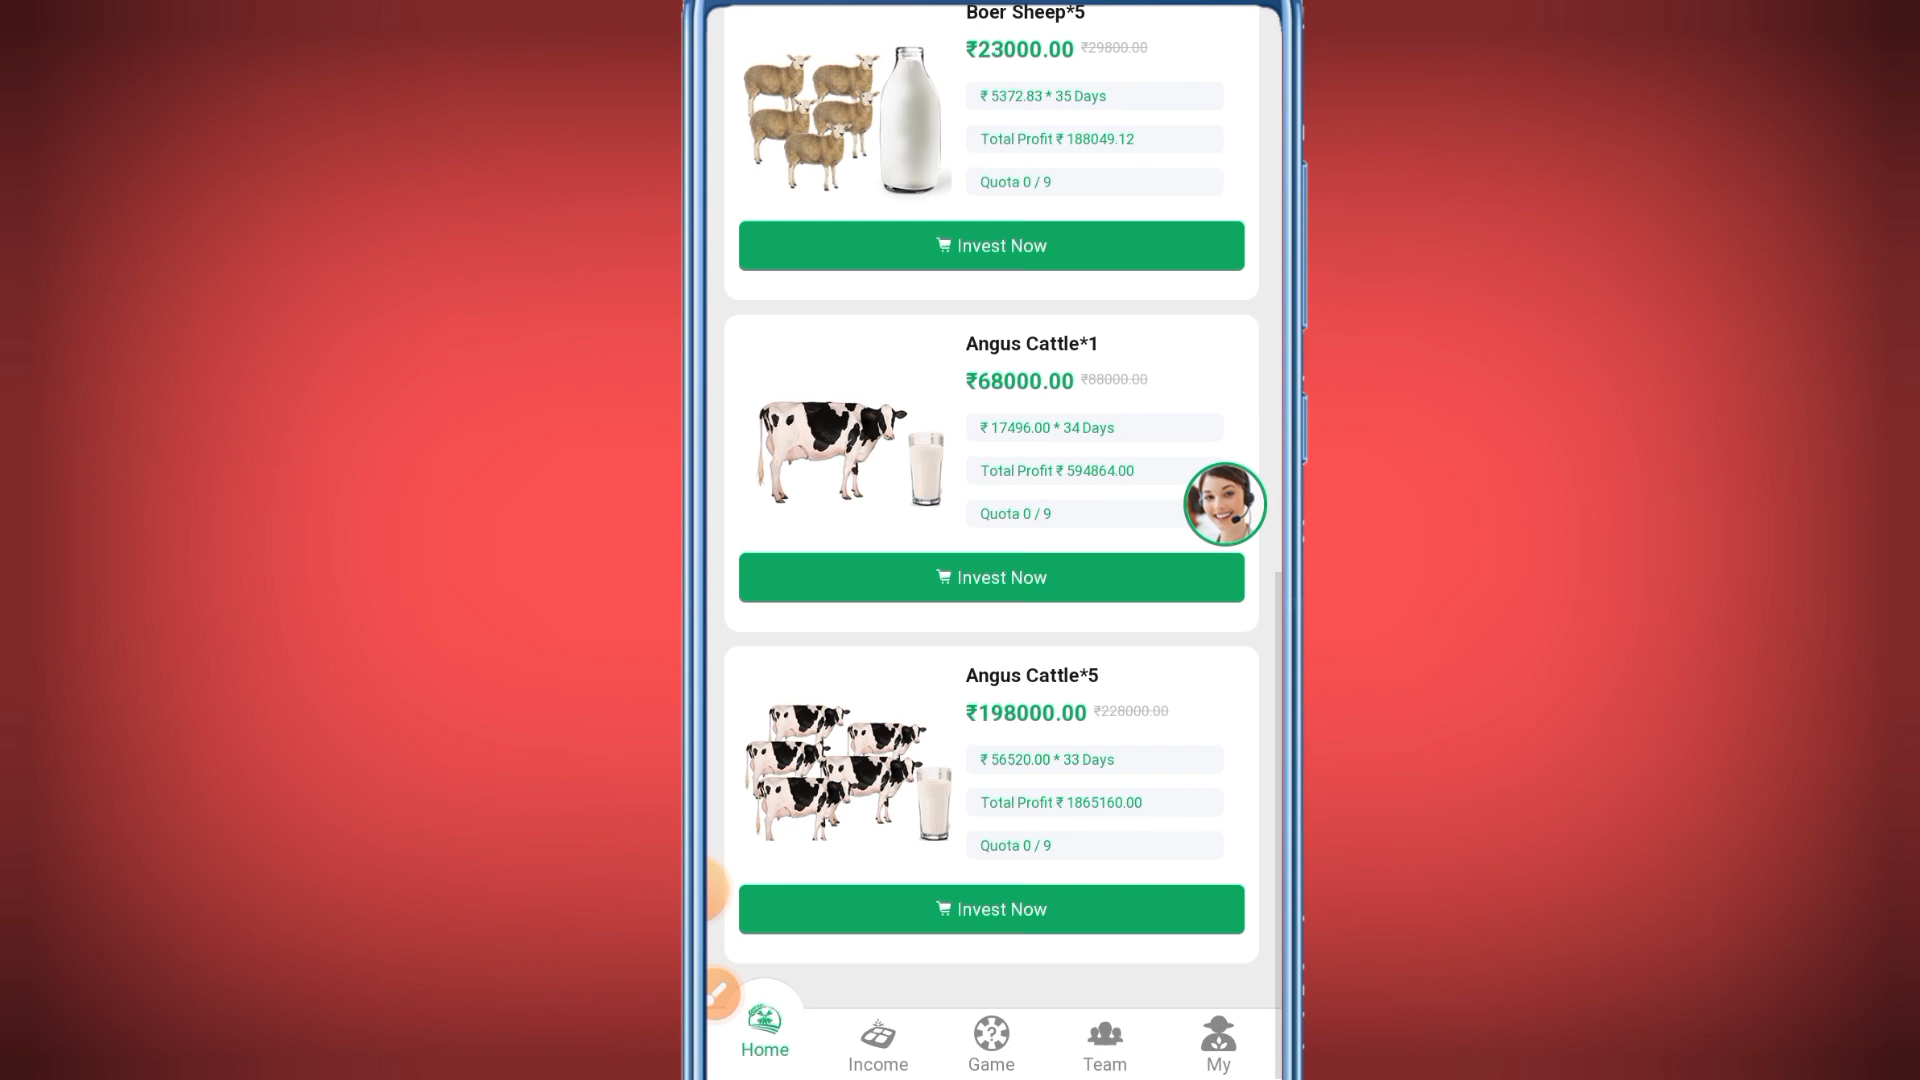 Boer Sheep*5
₹23000.00 ₹29800.00
₹ 5372.83 * 35 Days
Total Profit ₹ 188049.12
Quota 0 / 9
Invest Now
Angus Cattle*1
₹68000.00 ₹88000.00
₹ 17496.00 * 34 Days
Total Profit ₹ 594864.00
Quota 0 / 9
Invest Now
Angus Cattle*5
₹198000.00 ₹228000.00
₹ 56520.00 * 33 Days
Total Profit ₹ 1865160.00
Quota 0 / 9
Invest Now
Home
Income
Game
Team
My